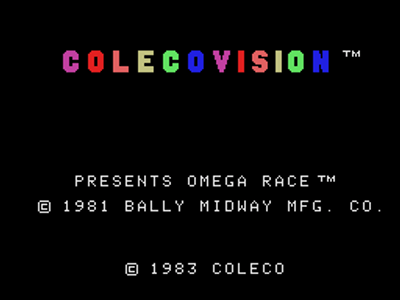 COLECOVISION™
PRESENTS OMEGA RACE™
© 1981 BALLY MIDWAY MFG. CO.
© 1983 COLECO